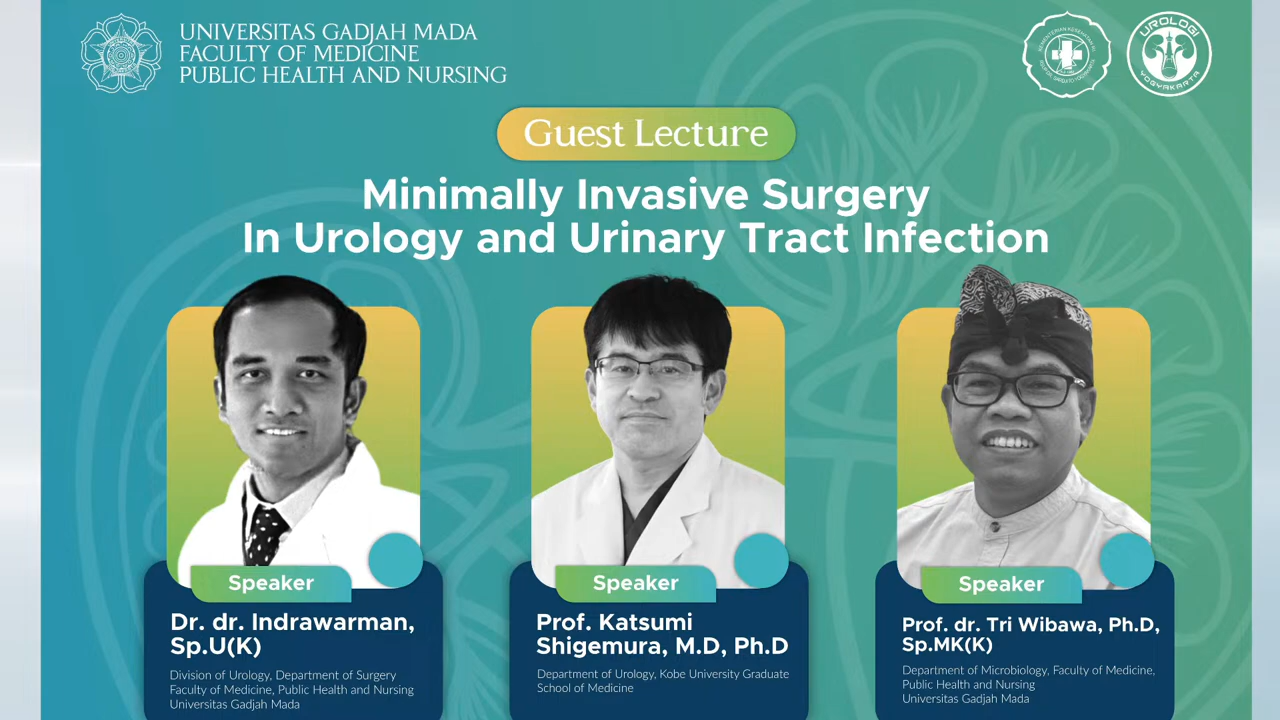 UNIVERSITAS GADJAH MADA
FACULTY OF MEDICINE
PUBLIC HEALTH AND NURSING
UROLOGI
YOGYAKARTA
Guest Lecture
Minimally Invasive Surgery
In Urology and Urinary Tract Infection
Speaker
Dr. dr. Indrawarman,
Sp.U(K)
Division of Urology, Department of Surgery
Faculty of Medicine, Public Health and Nursing
Universitas Gadjah Mada
Speaker
Prof. Katsumi
Shigemura, M.D, Ph.D
Department of Urology, Kobe University Graduate
School of Medicine
Speaker
Prof. dr. Tri Wibawa, Ph.D,
Sp.MK(K)
Department of Microbiology, Faculty of Medicine,
Public Health and Nursing
Universitas Gadjah Mada